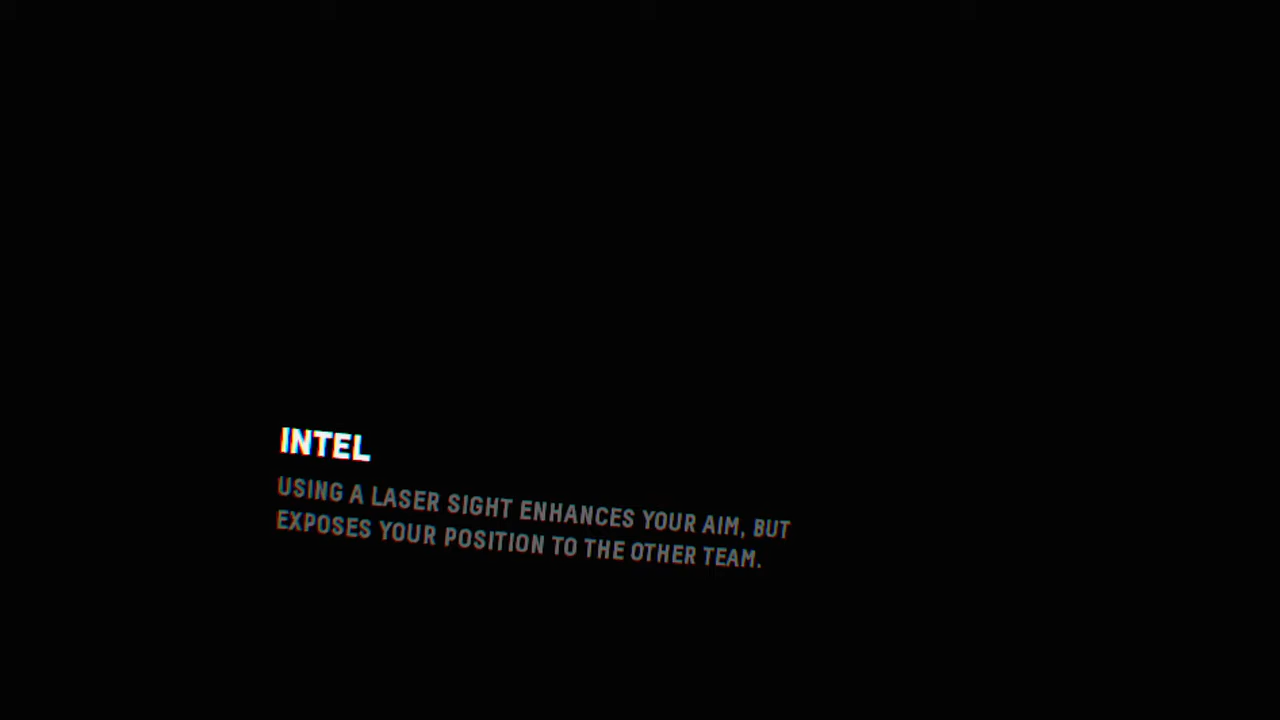 INTEL
USING A LASER SIGHT ENHANCES YOUR AIM, BUT
EXPOSES YOUR POSITION TO THE OTHER TEAM.